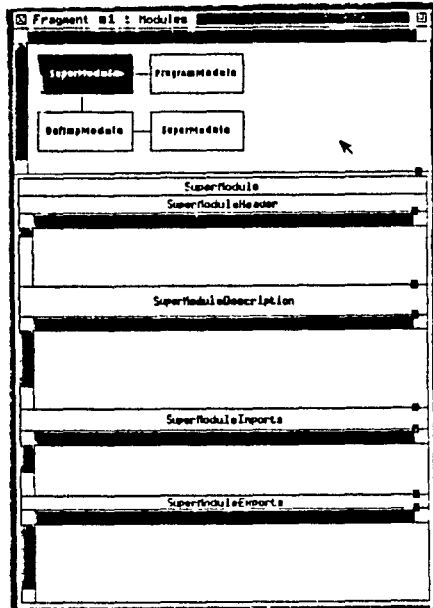 Fragment #1 : Modules
SuperModule ProgramModule
DefImpModule SuperModule
SuperModule
SuperModuleHeader
SuperModuleDescription
SuperModuleImports
SuperModuleExports